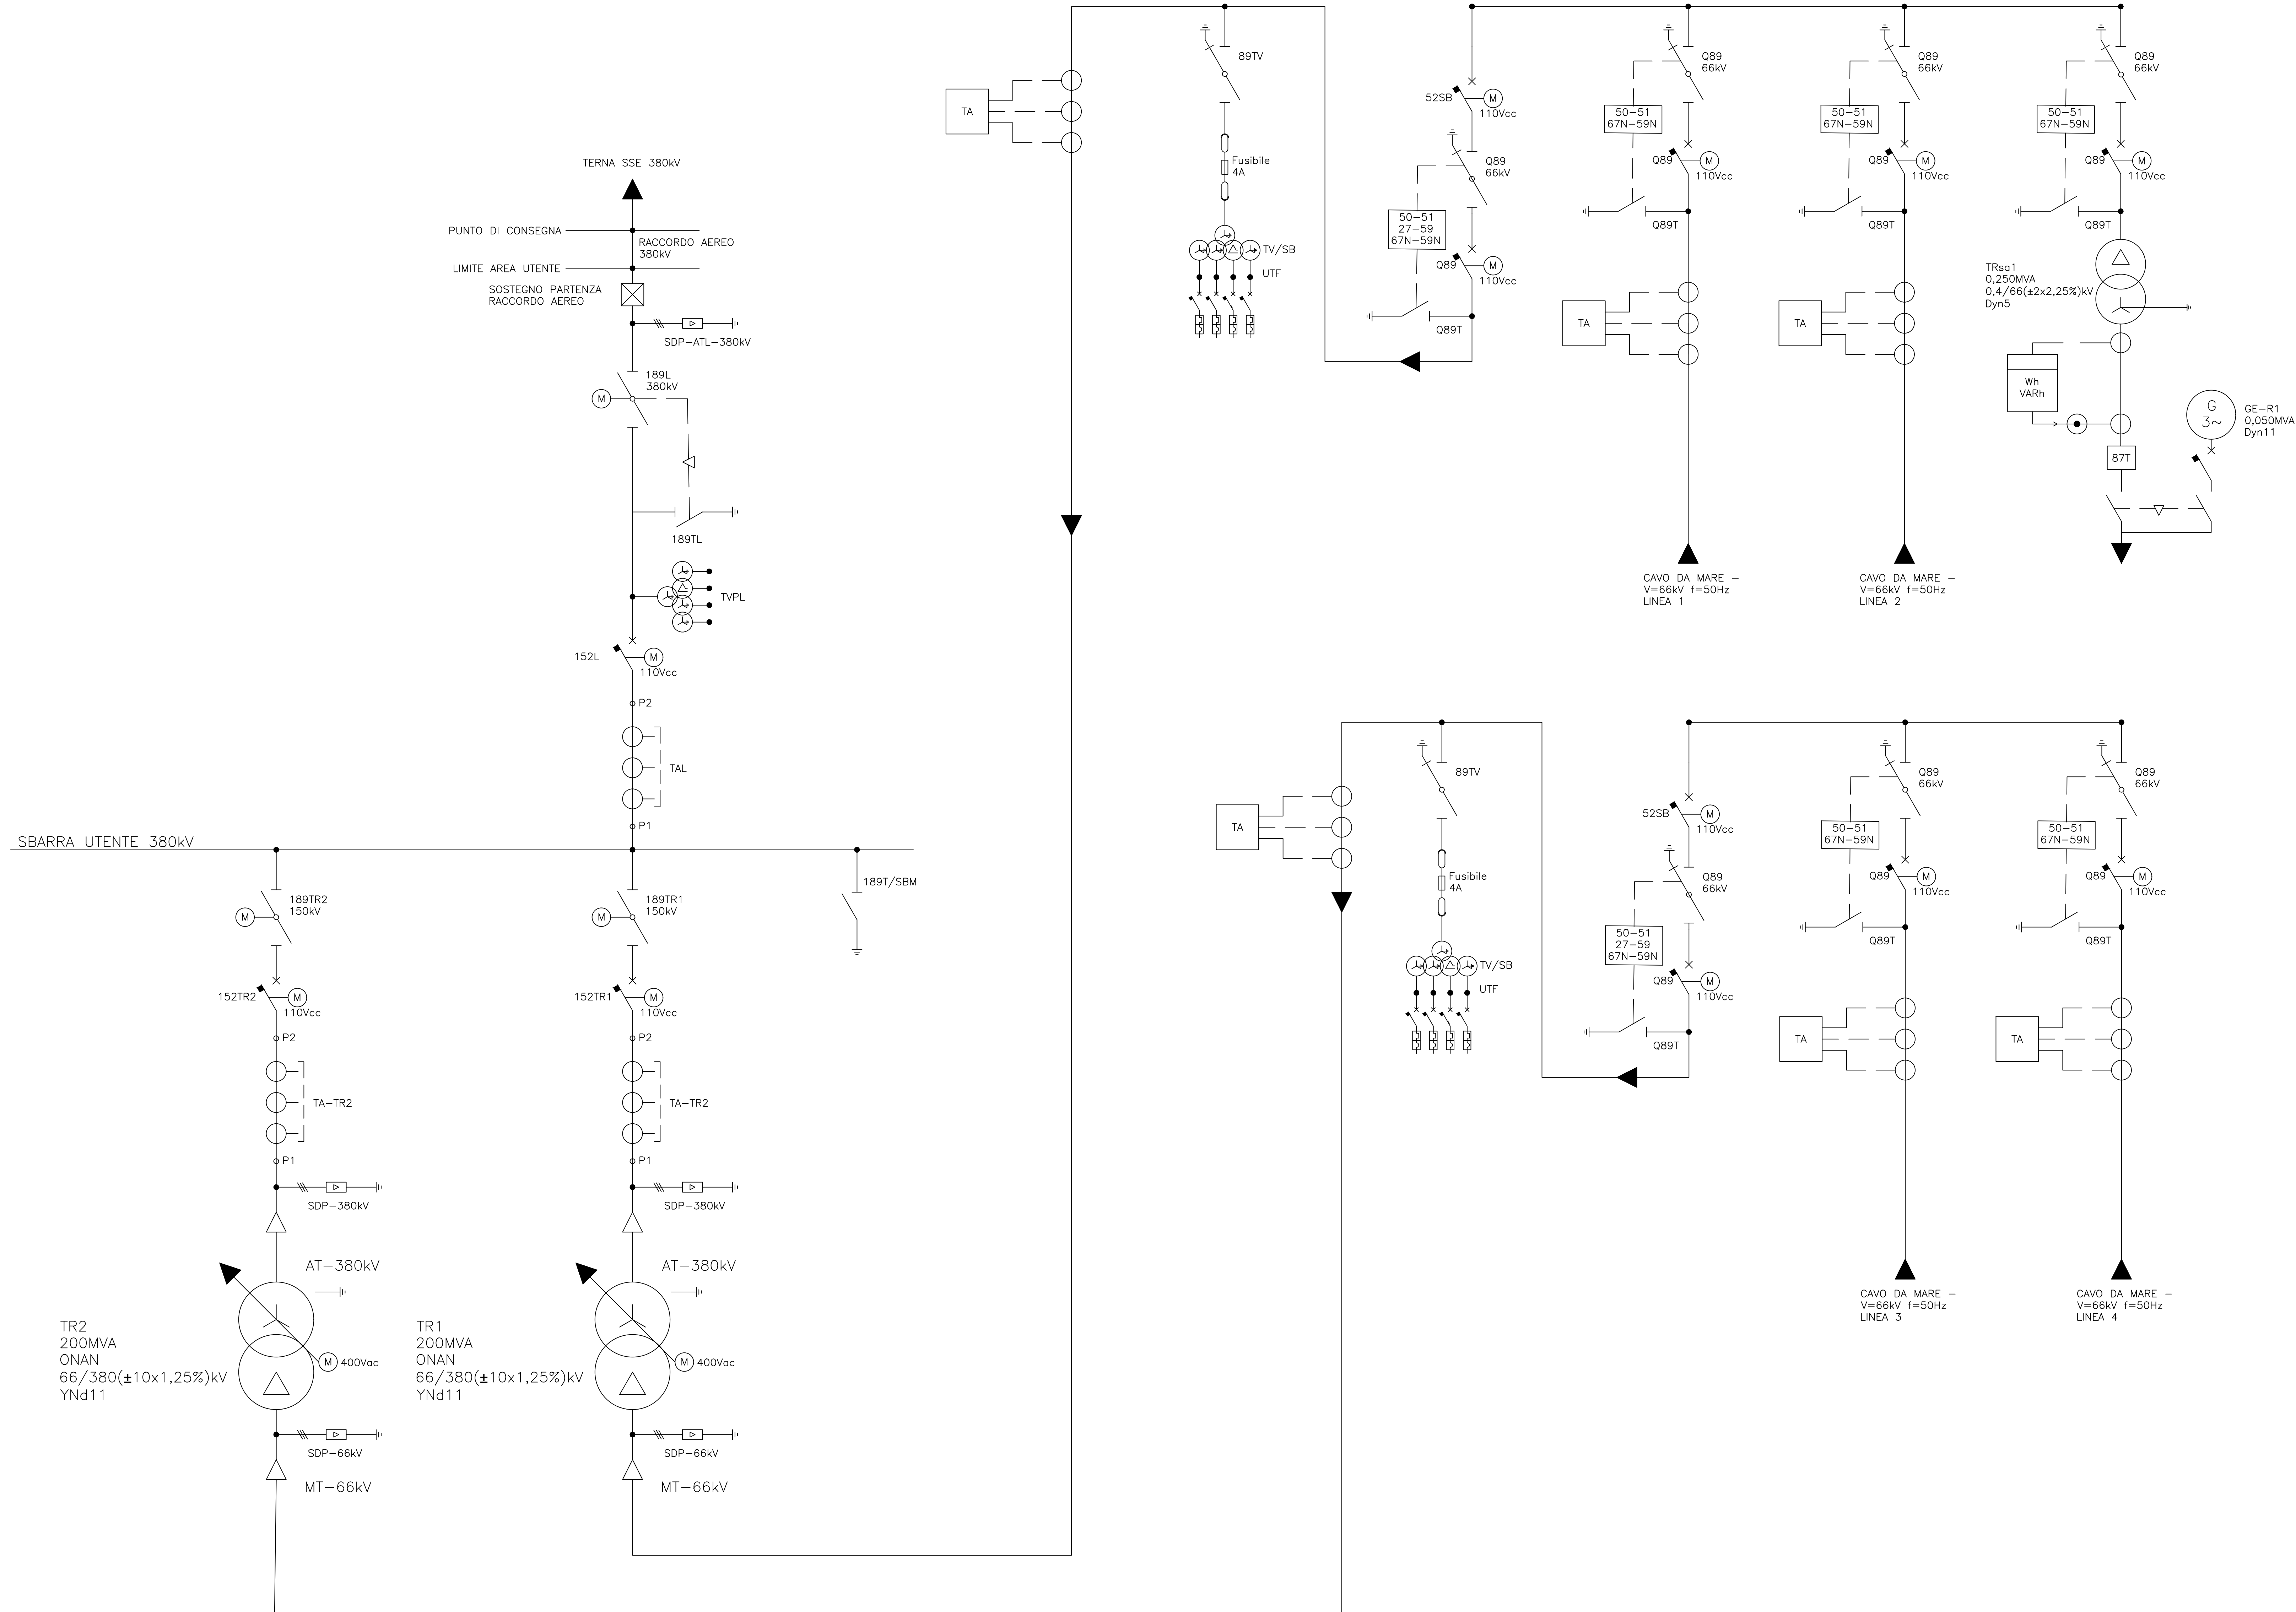 TERNA SSE 380kV
PUNTO DI CONSEGNA
RACCORDO AEREO
380kV
LIMITE AREA UTENTE
SOSTEGNO PARTENZA
RACCORDO AEREO
SDP-ATL-380kV
189L
380kV
M
189TL
TVPL
152L
M
110Vcc
P2
TAL
P1
SBARRA UTENTE 380kV
189TR2
150kV
M
152TR2
M
110Vcc
P2
TA-TR2
P1
SDP-380kV
AT-380kV
TR2
200MVA
ONAN
66/380(±10x1,25%)kV
YNd11
M
400Vac
SDP-66kV
MT-66kV
189TR1
150kV
M
152TR1
M
110Vcc
P2
TA-TR2
P1
SDP-380kV
AT-380kV
TR1
200MVA
ONAN
66/380(±10x1,25%)kV
YNd11
M
400Vac
SDP-66kV
MT-66kV
189T/SBM
TA
89TV
Fusibile
4A
TV/SB
UTF
52SB
M
110Vcc
Q89
66kV
50-51
27-59
67N-59N
Q89
M
110Vcc
Q89T
Q89
66kV
50-51
67N-59N
Q89
M
110Vcc
Q89T
TA
CAVO DA MARE -
V=66kV f=50Hz
LINEA 1
Q89
66kV
50-51
67N-59N
Q89
M
110Vcc
Q89T
TA
CAVO DA MARE -
V=66kV f=50Hz
LINEA 2
Q89
66kV
50-51
67N-59N
Q89
M
110Vcc
Q89T
TRsa1
0,250MVA
0,4/66(±2x2,25%)kV
Dyn5
Wh
VARh
87T
G
3~
GE-R1
0,050MVA
Dyn11
TA
89TV
Fusibile
4A
TV/SB
UTF
52SB
M
110Vcc
Q89
66kV
50-51
27-59
67N-59N
Q89
M
110Vcc
Q89T
Q89
66kV
50-51
67N-59N
Q89
M
110Vcc
Q89T
TA
CAVO DA MARE -
V=66kV f=50Hz
LINEA 3
Q89
66kV
50-51
67N-59N
Q89
M
110Vcc
Q89T
TA
CAVO DA MARE -
V=66kV f=50Hz
LINEA 4